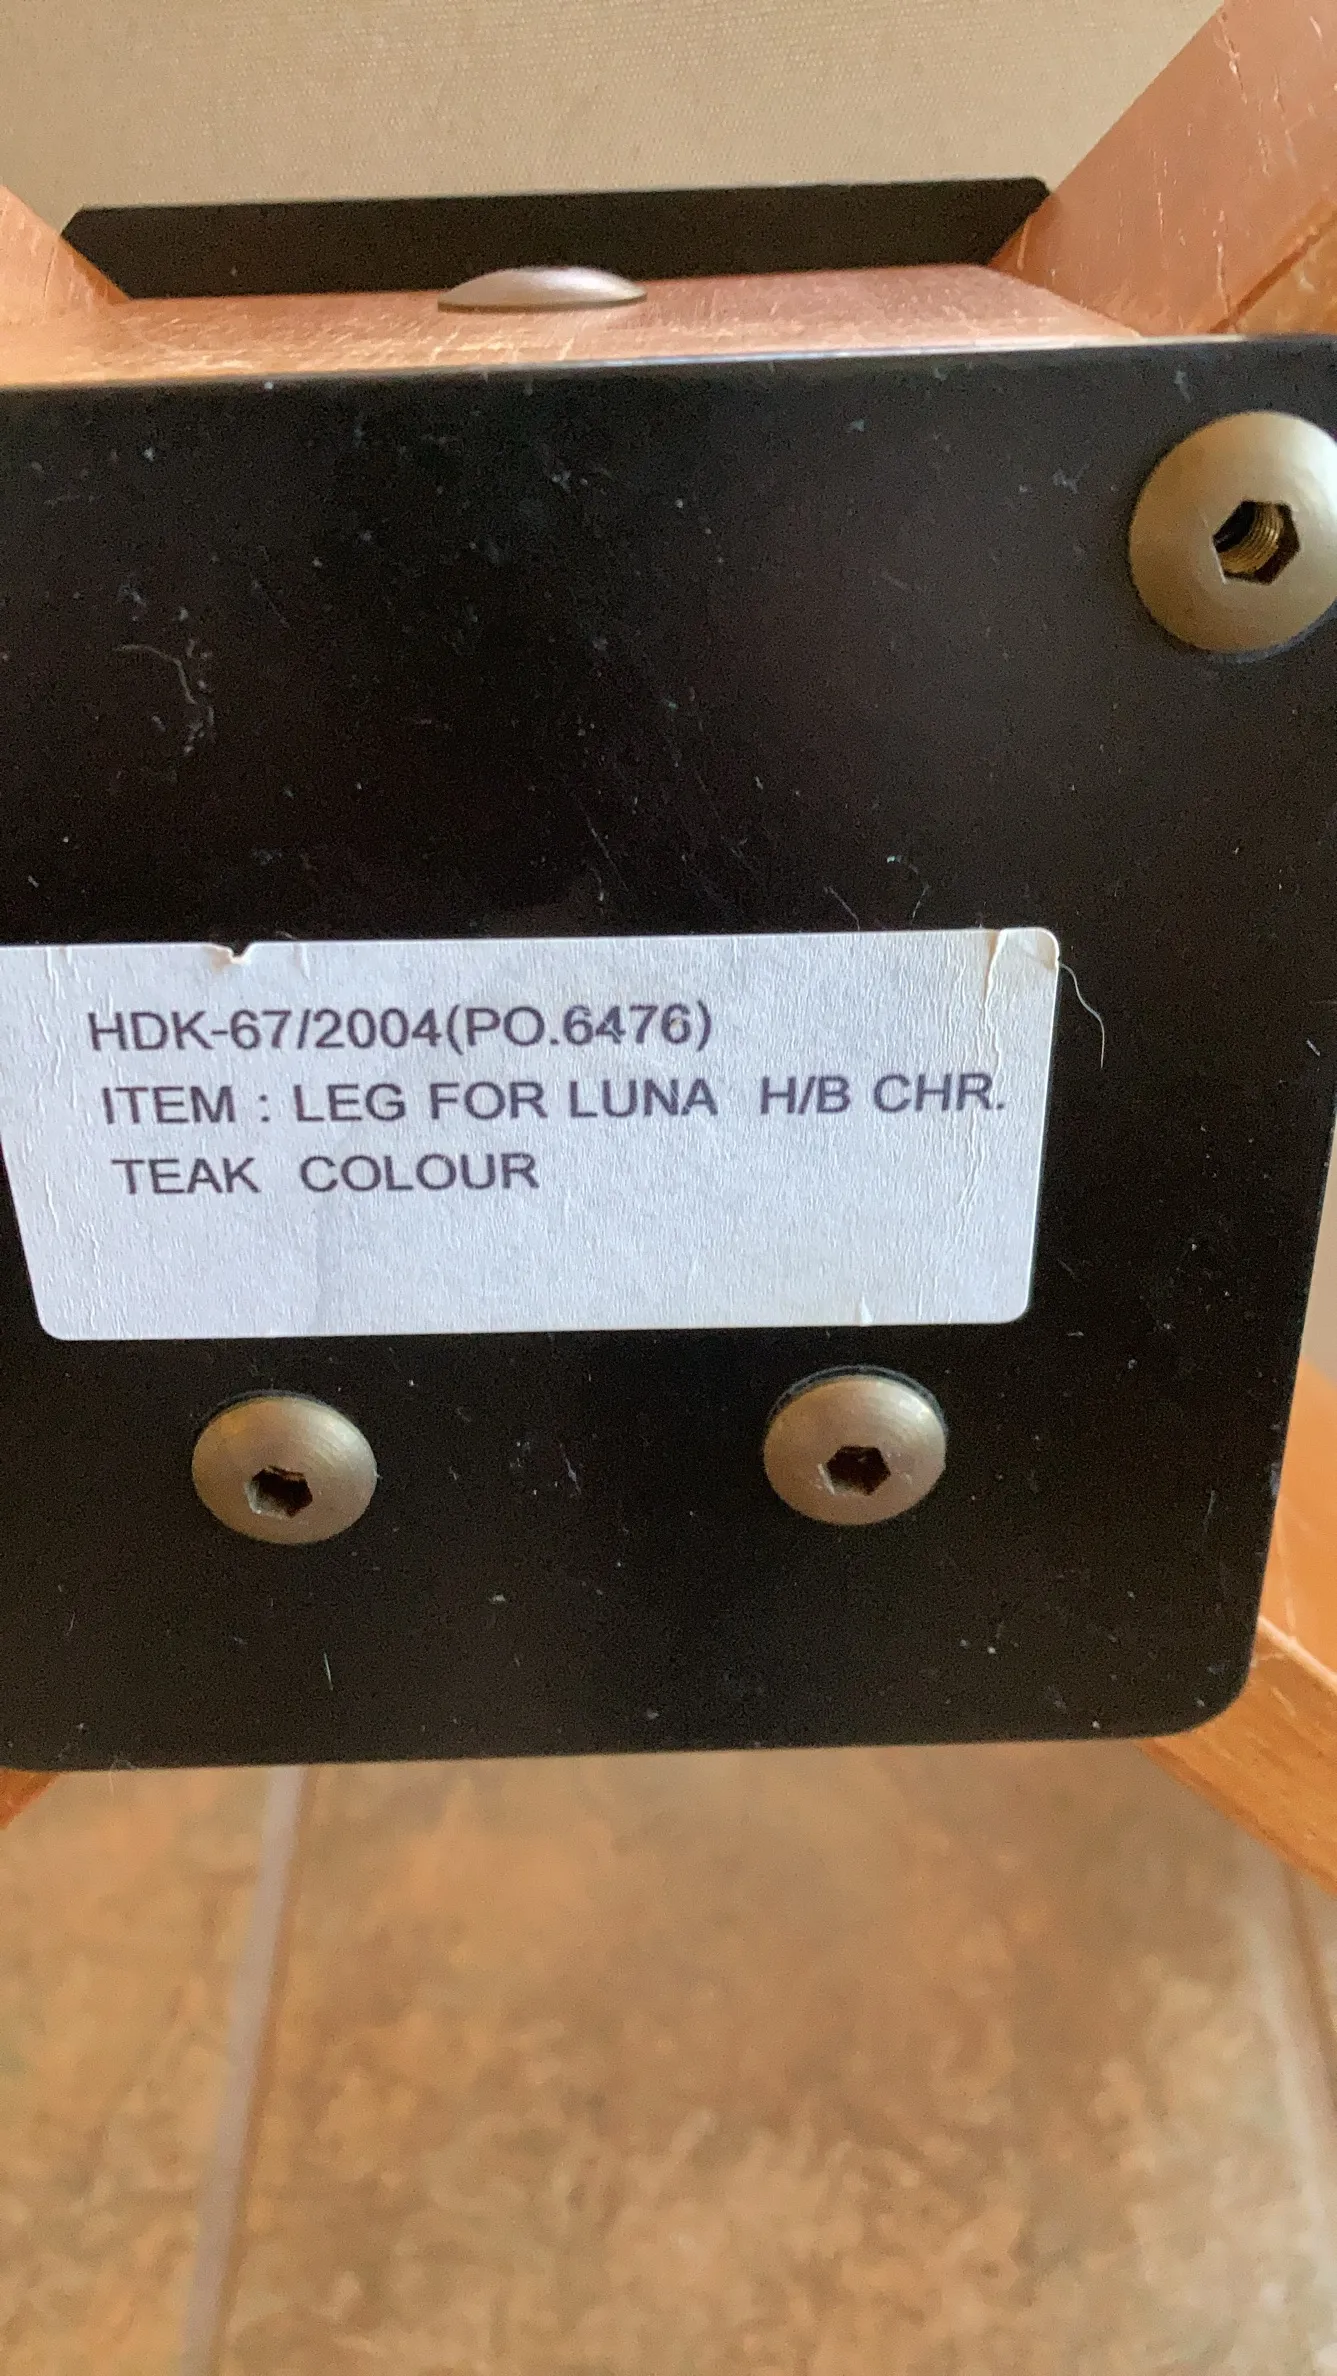 HDK-67/2004(PO.6476)
ITEM : LEG FOR LUNA H/B CHR.
TEAK COLOUR